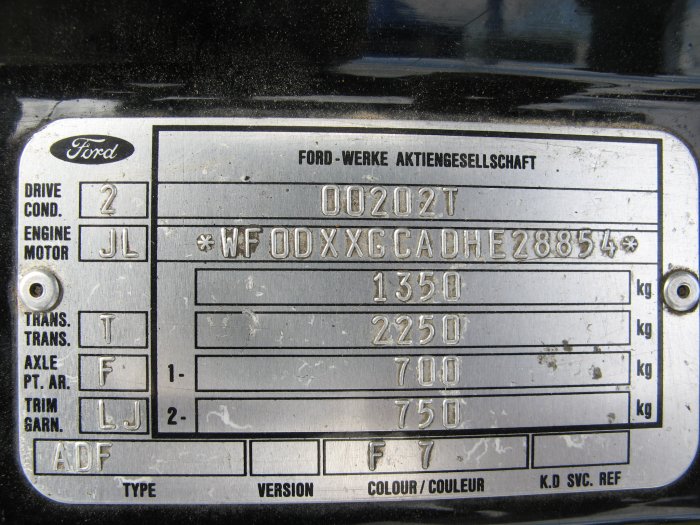 Ford
FORD-WERKE AKTIENGESELLSCHAFT
DRIVE COND. 2
00202T
ENGINE MOTOR JL
*WF0DXXGCADHE28854*
1350 kg
TRANS. TRANS. T
2250 kg
AXLE PT. AR. F
1- 700 kg
TRIM GARN. LJ
2- 750 kg
ADF F 7
TYPE VERSION COLOUR/COULEUR K.D SVC. REF